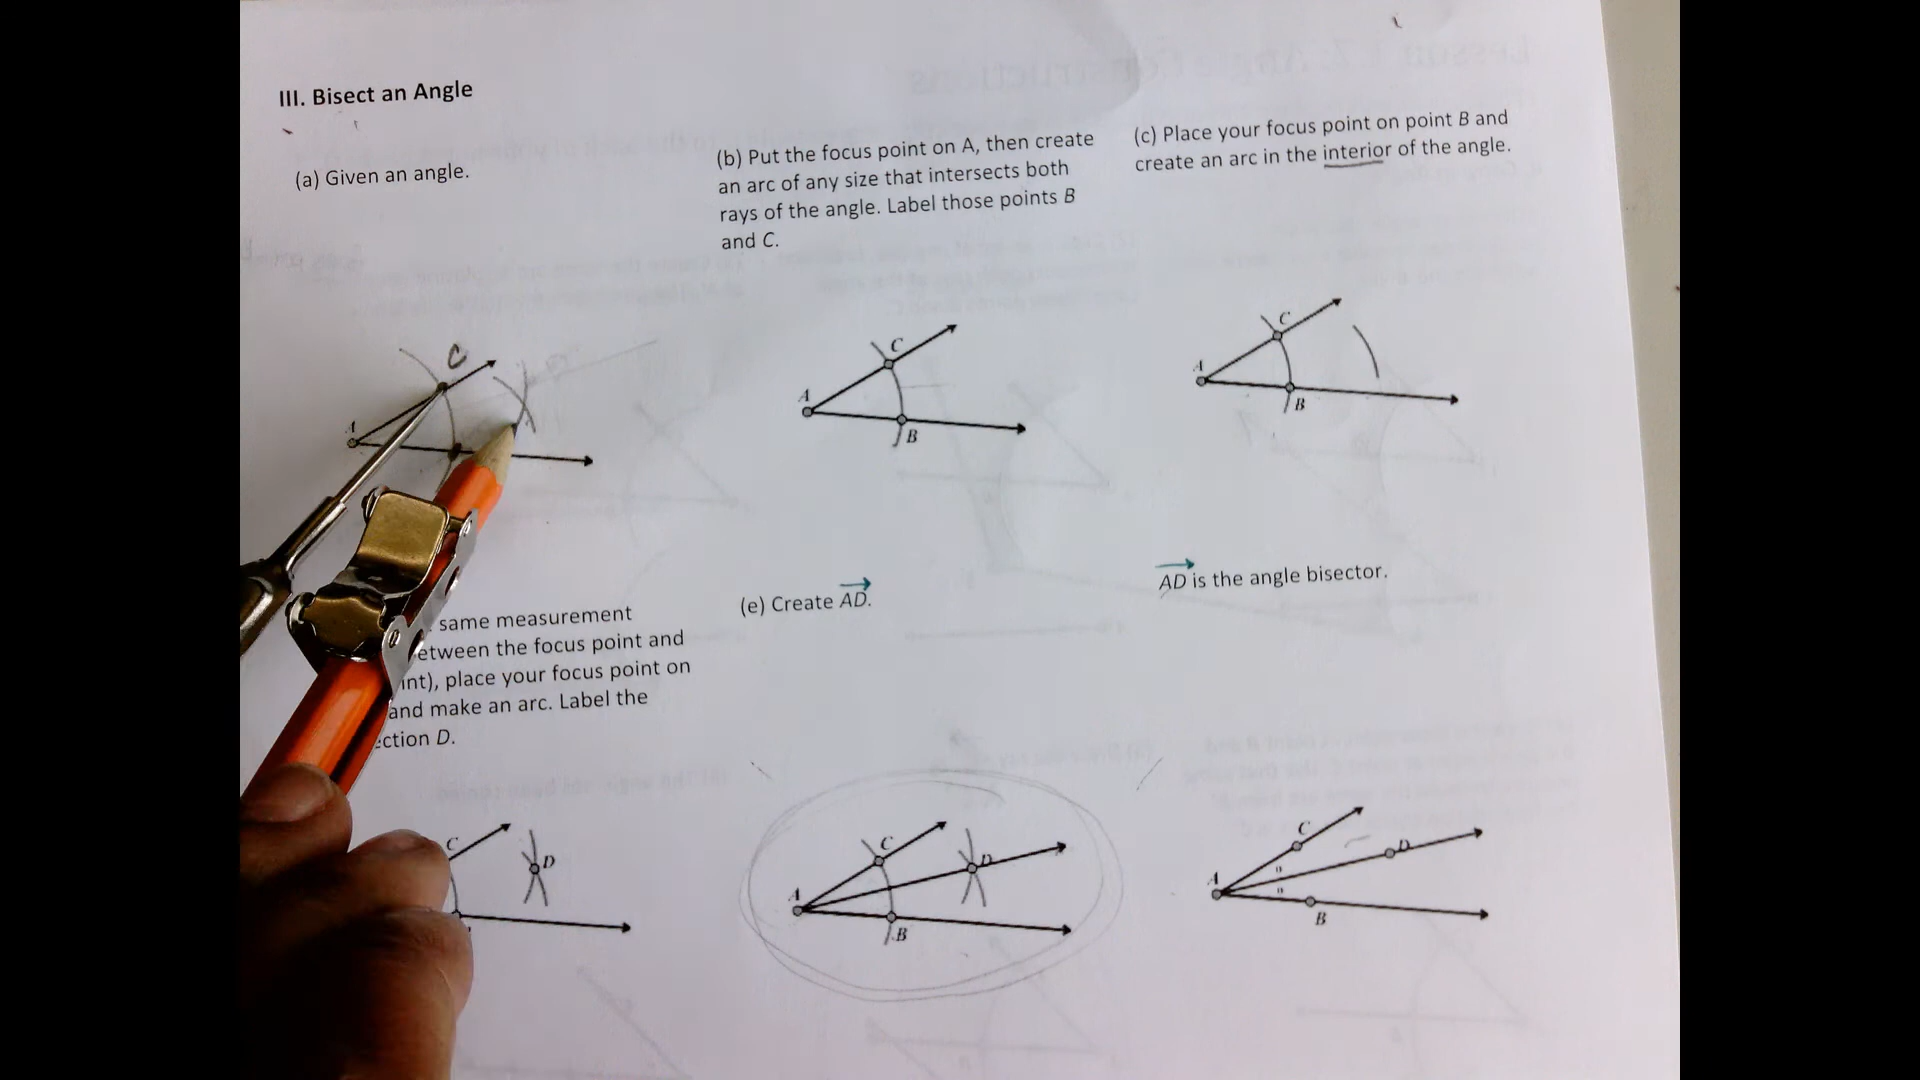 III. Bisect an Angle
(a) Given an angle.
(b) Put the focus point on A, then create
an arc of any size that intersects both
rays of the angle. Label those points B
and C.
(c) Place your focus point on point B and
create an arc in the interior of the angle.
A
C
A
C
B
A
C
B
same measurement
etween the focus point and
int), place your focus point on
and make an arc. Label the
ction D.
(e) Create AD.
AD is the angle bisector.
C
D
A
C
D
B
A
C
D
B